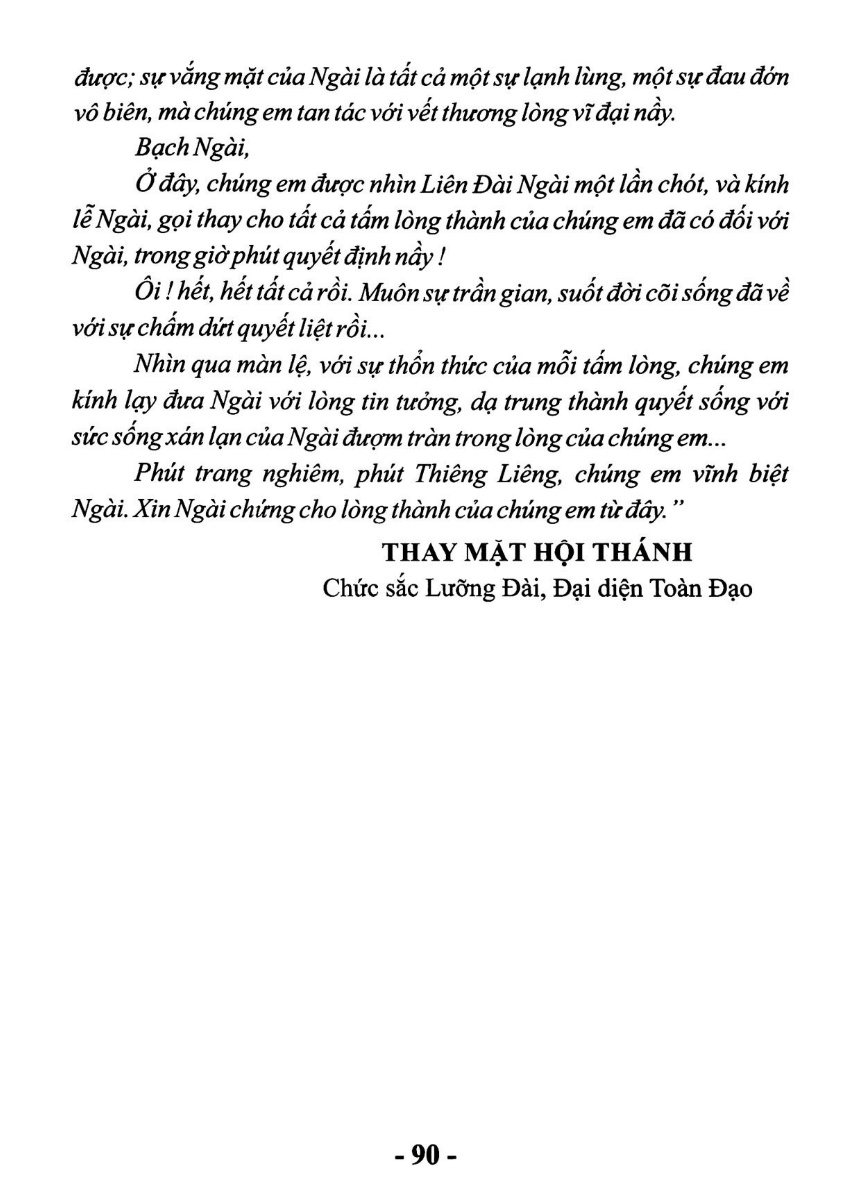 được; sự vắng mặt của Ngài là tất cả một sự lạnh lùng, một sự đau đớn
vô biên, mà chúng em tan tác với vết thương lòng vĩ đại nầy.
Bạch Ngài,
Ở đây, chúng em được nhìn Liên Đài Ngài một lần chót, và kính
lễ Ngài, gọi thay cho tất cả tấm lòng thành của chúng em đã có đối với
Ngài, trong giờ phút quyết định nầy !
Ôi ! hết, hết tất cả rồi. Muôn sự trần gian, suốt đời cõi sống đã về
với sự chấm dứt quyết liệt rồi...
Nhìn qua màn lệ, với sự thổn thức của mỗi tấm lòng, chúng em
kính lạy đưa Ngài với lòng tin tưởng, dạ trung thành quyết sống với
sức sống xán lạn của Ngài đượm tràn trong lòng của chúng em...
Phút trang nghiêm, phút Thiêng Liêng, chúng em vĩnh biệt
Ngài. Xin Ngài chứng cho lòng thành của chúng em từ đây. ”
THAY MẶT HỘI THÁNH
Chức sắc Lưỡng Đài, Đại diện Toàn Đạo
- 90 -